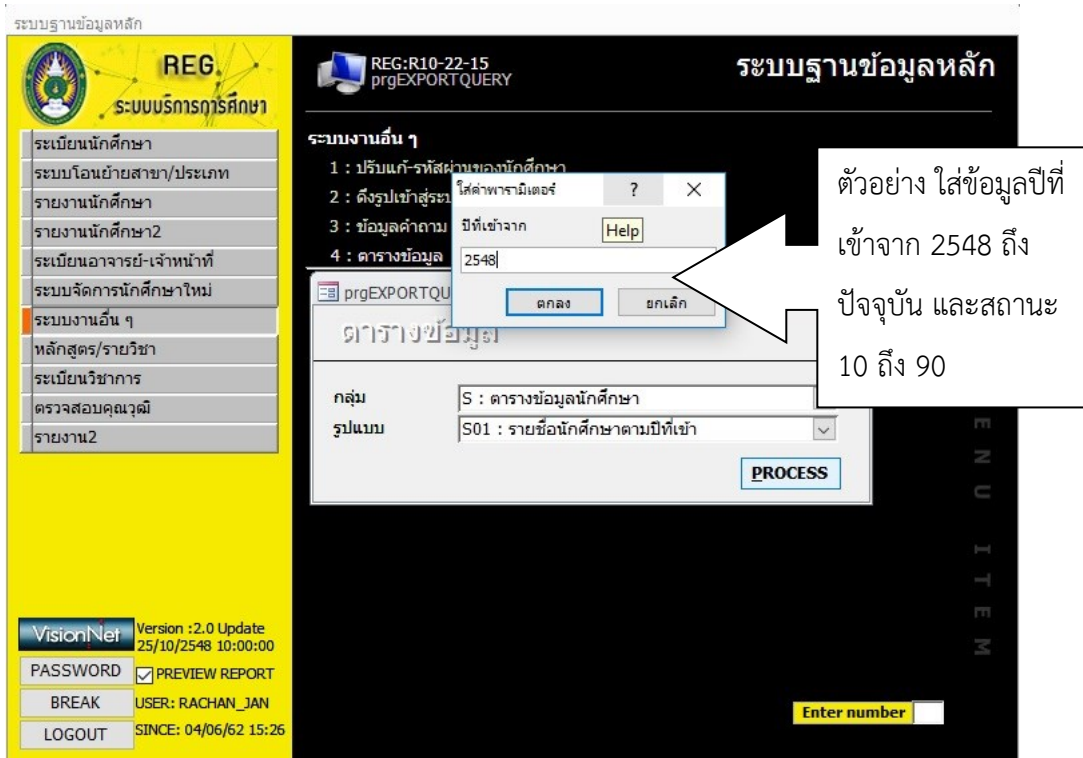 ระบบฐานข้อมูลหลัก
REG.
ระบบบริการการศึกษา
REG:R10-22-15
prgEXPORTQUERY
ระบบฐานข้อมูลหลัก
ระเบียนนักศึกษา
ระบบโอนย้ายสาขา/ประเภท
รายงานนักศึกษา
รายงานนักศึกษา2
ระเบียนอาจารย์-เจ้าหน้าที่
ระบบจัดการนักศึกษาใหม่
ระบบงานอื่น ๆ
หลักสูตร/รายวิชา
ระเบียนวิชาการ
ตรวจสอบคุณวุฒิ
รายงาน2
ระบบงานอื่น ๆ
1 : ปรับแก้-รหัสผ่านของนักศึกษา
2 : ดึงรูปเข้าสู่ระบ
3 : ข้อมูลคำถาม
4 : ตารางข้อมูล
ใส่ค่าพารามิเตอร์ ?
ปีที่เข้าจาก
Help
2548
ตกลง ยกเลิก
ตัวอย่าง ใส่ข้อมูลปีที่
เข้าจาก 2548 ถึง
ปัจจุบัน และสถานะ
10 ถึง 90
prgEXPORTQU
ตารางข้อมูล
กลุ่ม S : ตารางข้อมูลนักศึกษา
รูปแบบ S01 : รายชื่อนักศึกษาตามปีที่เข้า
PROCESS
ENU ITEM
VisionNet
Version :2.0 Update
25/10/2548 10:00:00
PASSWORD PREVIEW REPORT
BREAK USER: RACHAN_JAN
LOGOUT SINCE: 04/06/62 15:26
Enter number